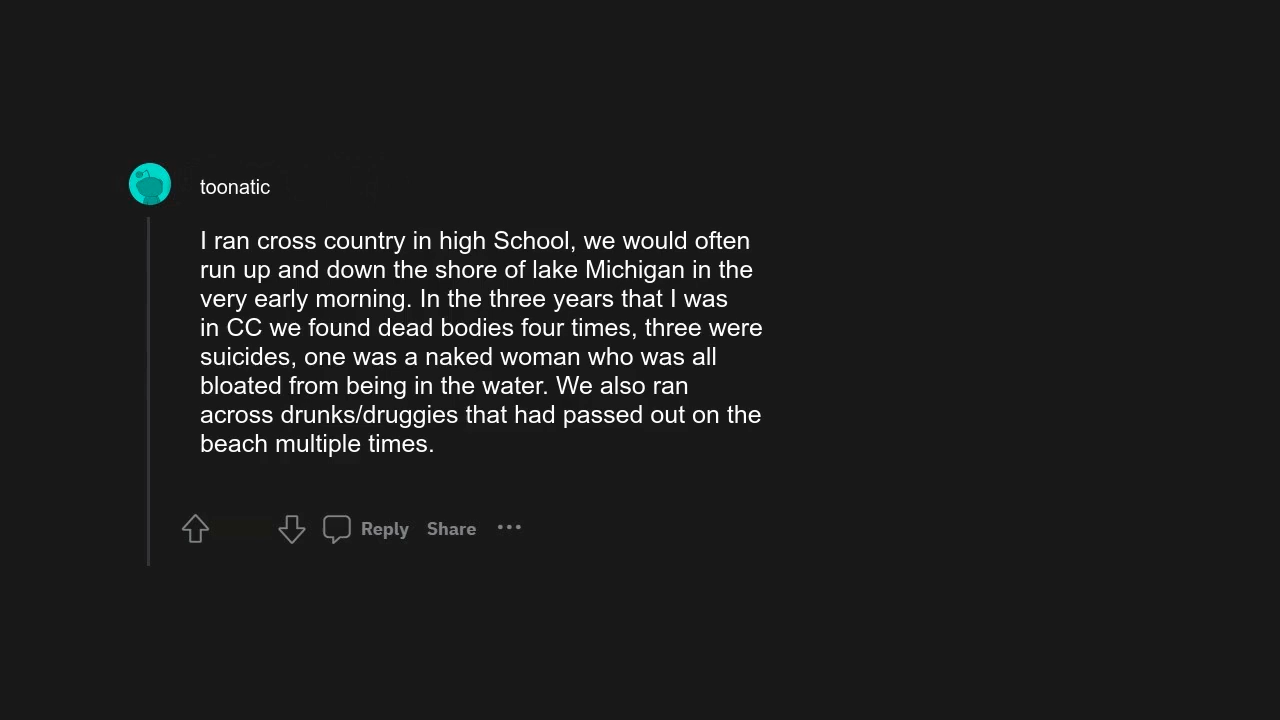 toonatic
I ran cross country in high School, we would often
run up and down the shore of lake Michigan in the
very early morning. In the three years that I was
in CC we found dead bodies four times, three were
suicides, one was a naked woman who was all
bloated from being in the water. We also ran
across drunks/druggies that had passed out on the
beach multiple times.
Reply Share